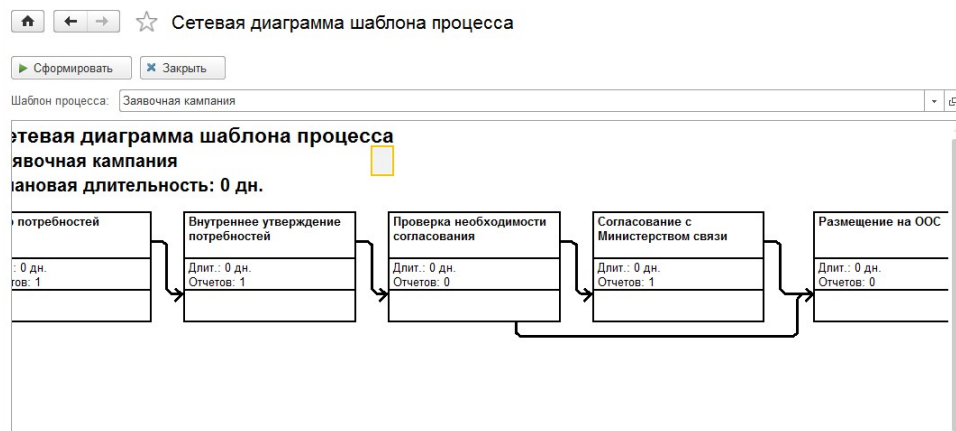 Сетевая диаграмма шаблона процесса
Сформировать
Закрыть
Шаблон процесса: Заявочная кампания
етевая диаграмма шаблона процесса
явочная кампания
лановая длительность: 0 дн.
потребностей
: 0 дн.
тов: 1
Внутреннее утверждение
потребностей
Длит.: 0 дн.
Отчетов: 1
Проверка необходимости
согласования
Длит.: 0 дн.
Отчетов: 0
Согласование с
Министерством связи
Длит.: 0 дн.
Отчетов: 1
Размещение на ООС
Длит.: 0 дн.
Отчетов: 0